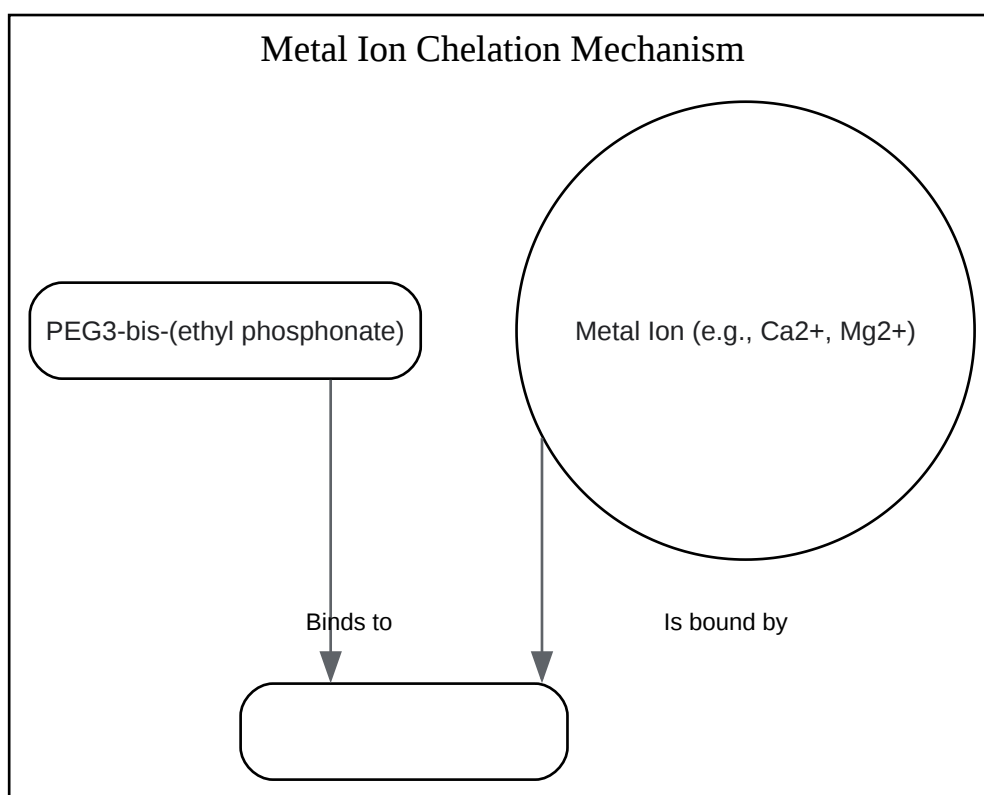 Metal Ion Chelation Mechanism
PEG3-bis-(ethyl phosphonate)
Metal Ion (e.g., Ca2+, Mg2+)
Binds to
Is bound by